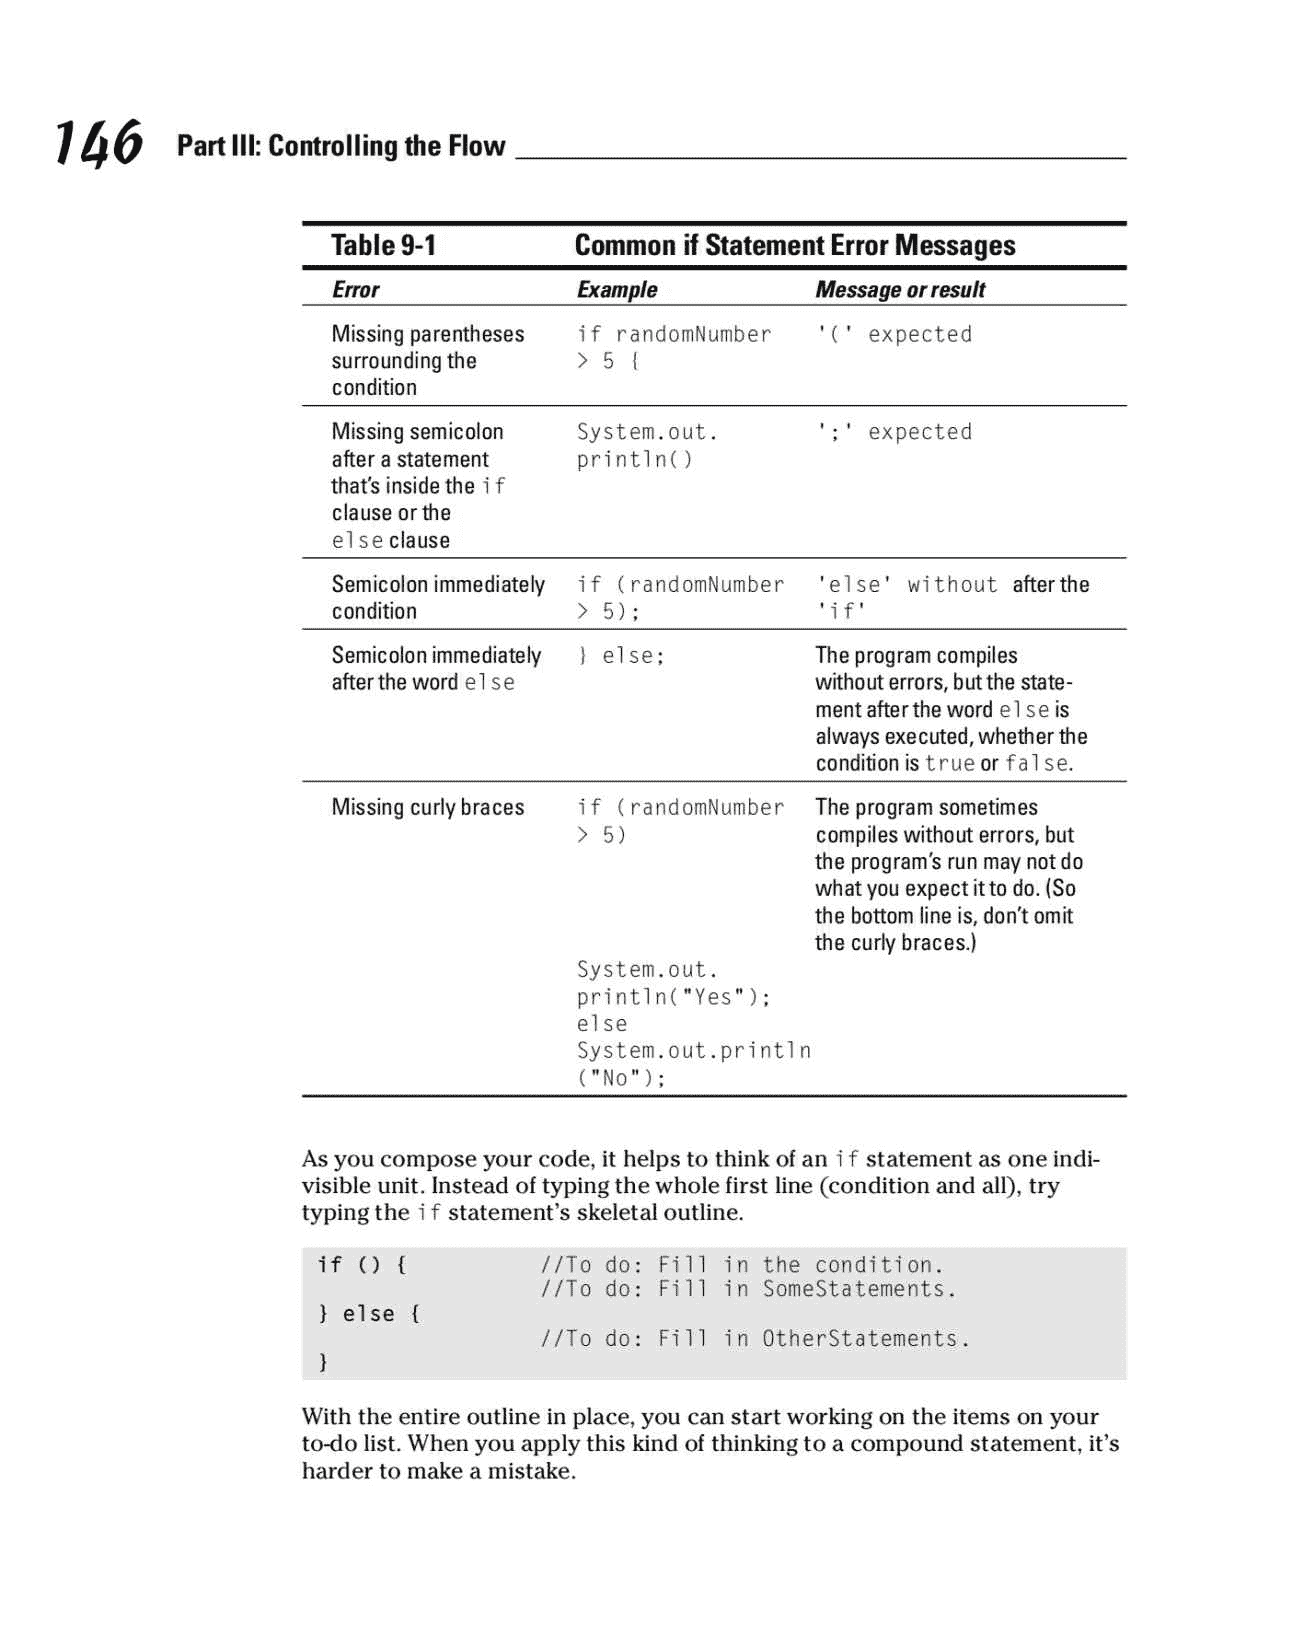 146 Part III: Controlling the Flow
Table 9-1 Common if Statement Error Messages
Error Example Message or result
Missing parentheses if randomNumber '(' expected
surrounding the > 5 {
condition
Missing semicolon System.out. ';' expected
after a statement println()
that's inside the if
clause or the
else clause
Semicolon immediately if (randomNumber 'else' without after the
condition > 5); 'if'
Semicolon immediately } else; The program compiles
after the word else without errors, but the state-
ment after the word else is
always executed, whether the
condition is true or false.
Missing curly braces if (randomNumber The program sometimes
> 5) compiles without errors, but
the program's run may not do
what you expect it to do. (So
the bottom line is, don't omit
the curly braces.)
System.out.
println("Yes");
else
System.out.println
("No");
As you compose your code, it helps to think of an if statement as one indi-
visible unit. Instead of typing the whole first line (condition and all), try
typing the if statement's skeletal outline.
if () { //To do: Fill in the condition.
//To do: Fill in SomeStatements.
} else {
//To do: Fill in OtherStatements.
}
With the entire outline in place, you can start working on the items on your
to-do list. When you apply this kind of thinking to a compound statement, it's
harder to make a mistake.